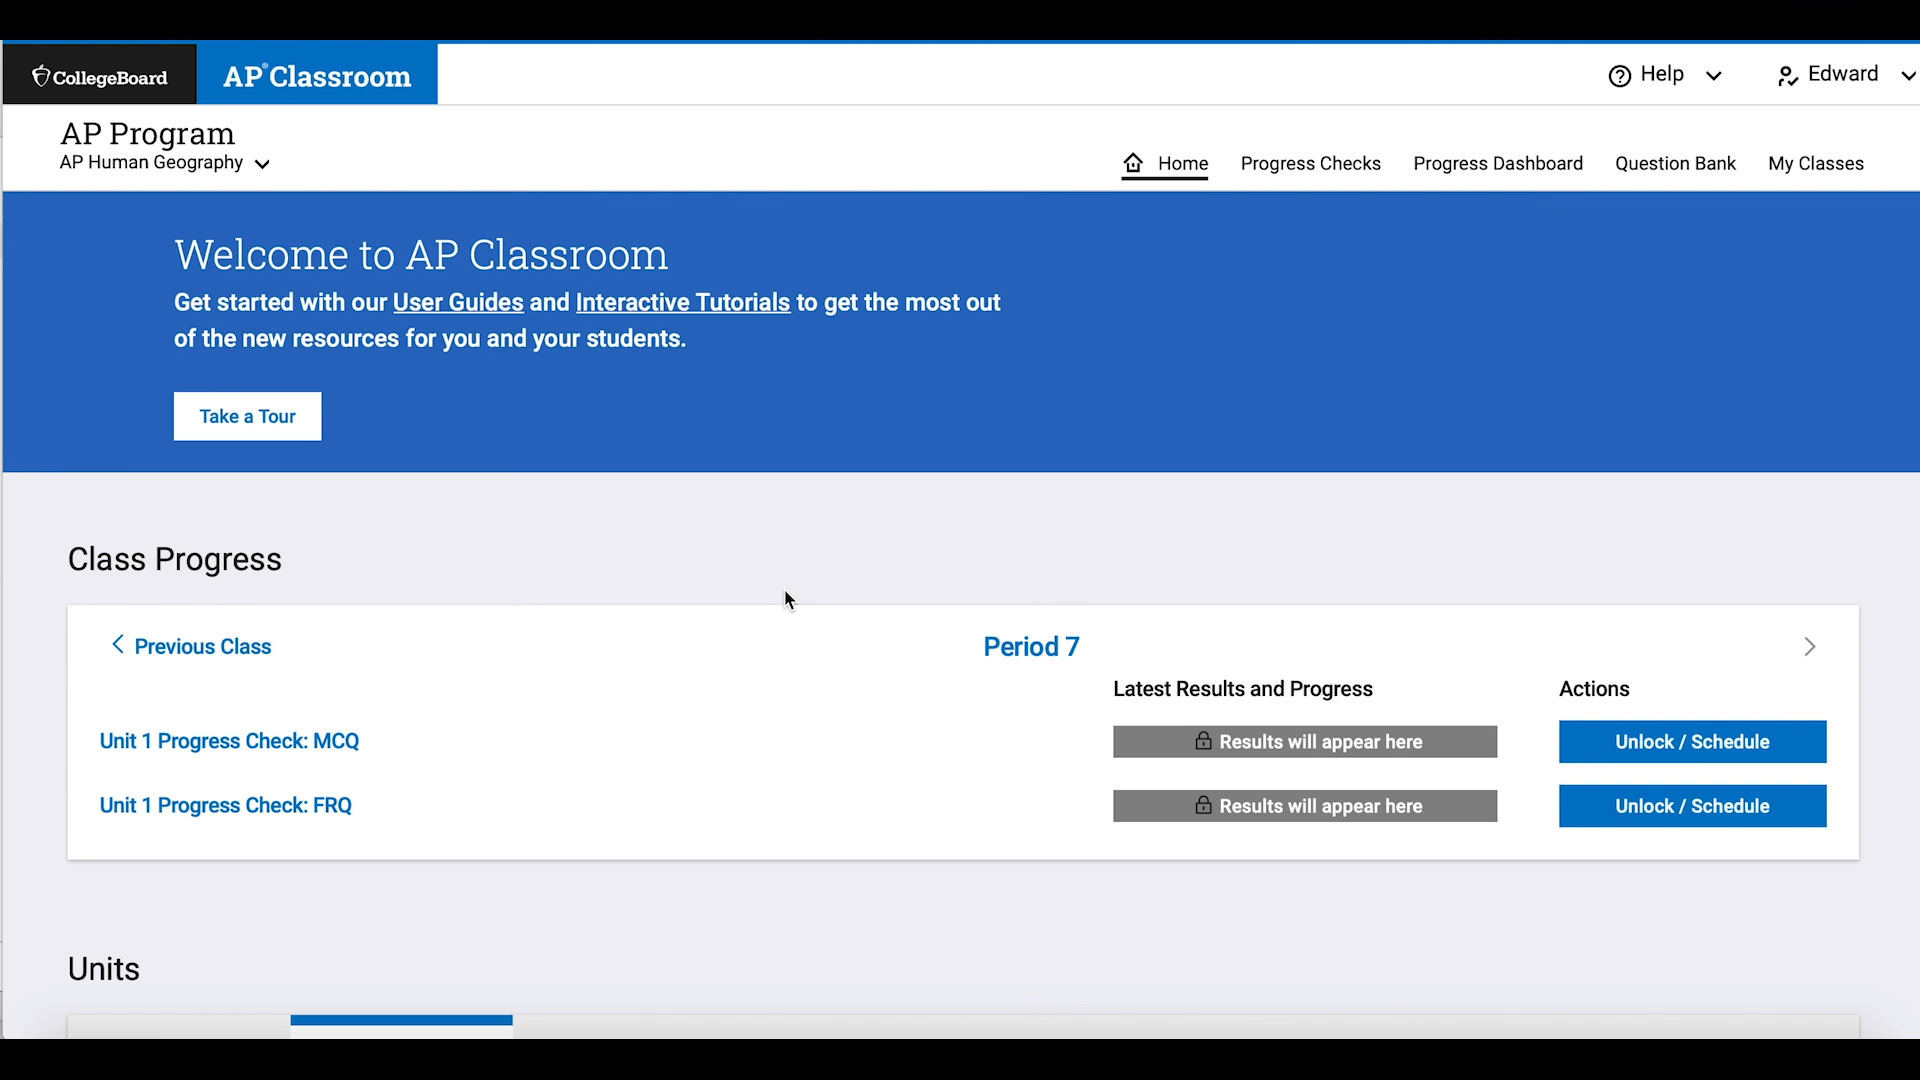 CollegeBoard
AP® Classroom
Help
Edward
AP Program
AP Human Geography
Home
Progress Checks
Progress Dashboard
Question Bank
My Classes
Welcome to AP Classroom
Get started with our User Guides and Interactive Tutorials to get the most out
of the new resources for you and your students.
Take a Tour
Class Progress
Previous Class
Period 7
Latest Results and Progress
Actions
Unit 1 Progress Check: MCQ
Results will appear here
Unlock / Schedule
Unit 1 Progress Check: FRQ
Results will appear here
Unlock / Schedule
Units